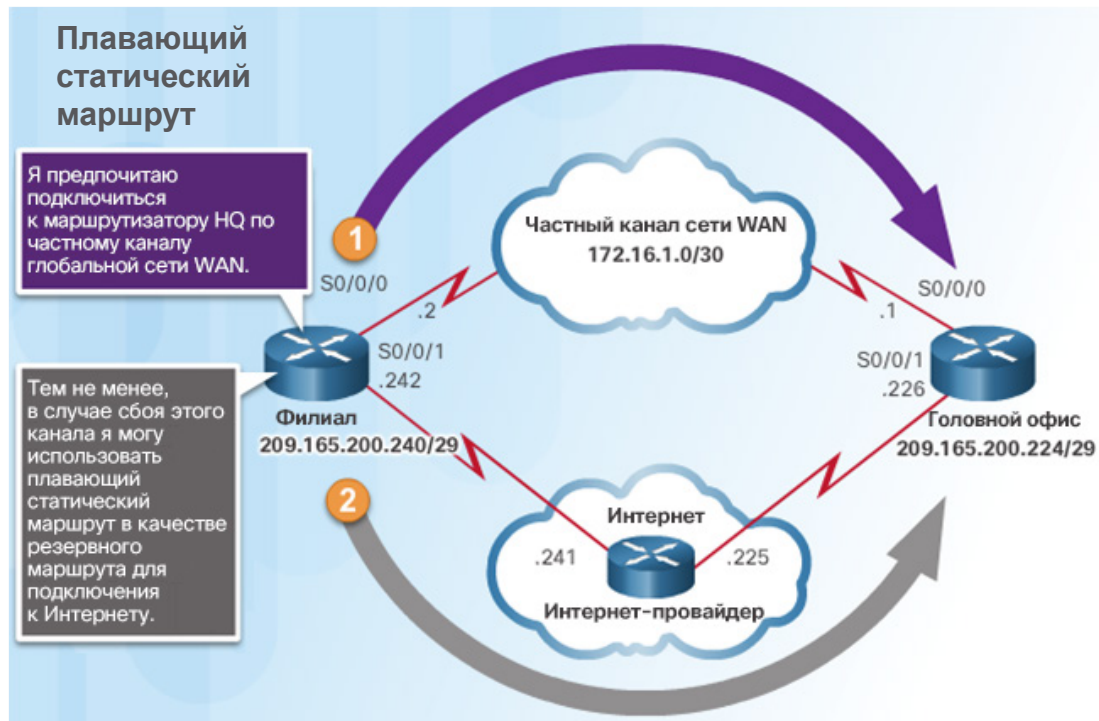 Плавающий
статический
маршрут
Я предпочитаю
подключиться
к маршрутизатору HQ по
частному каналу
глобальной сети WAN.
1
Частный канал сети WAN
172.16.1.0/30
S0/0/0
.2
S0/0/0
.1
S0/0/1
.242
S0/0/1
.226
Тем не менее,
в случае сбоя этого
канала я могу
использовать
плавающий
статический
маршрут в качестве
резервного
маршрута для
подключения
к Интернету.
Филиал
209.165.200.240/29
Головной офис
209.165.200.224/29
2
Интернет
.241
.225
Интернет-провайдер